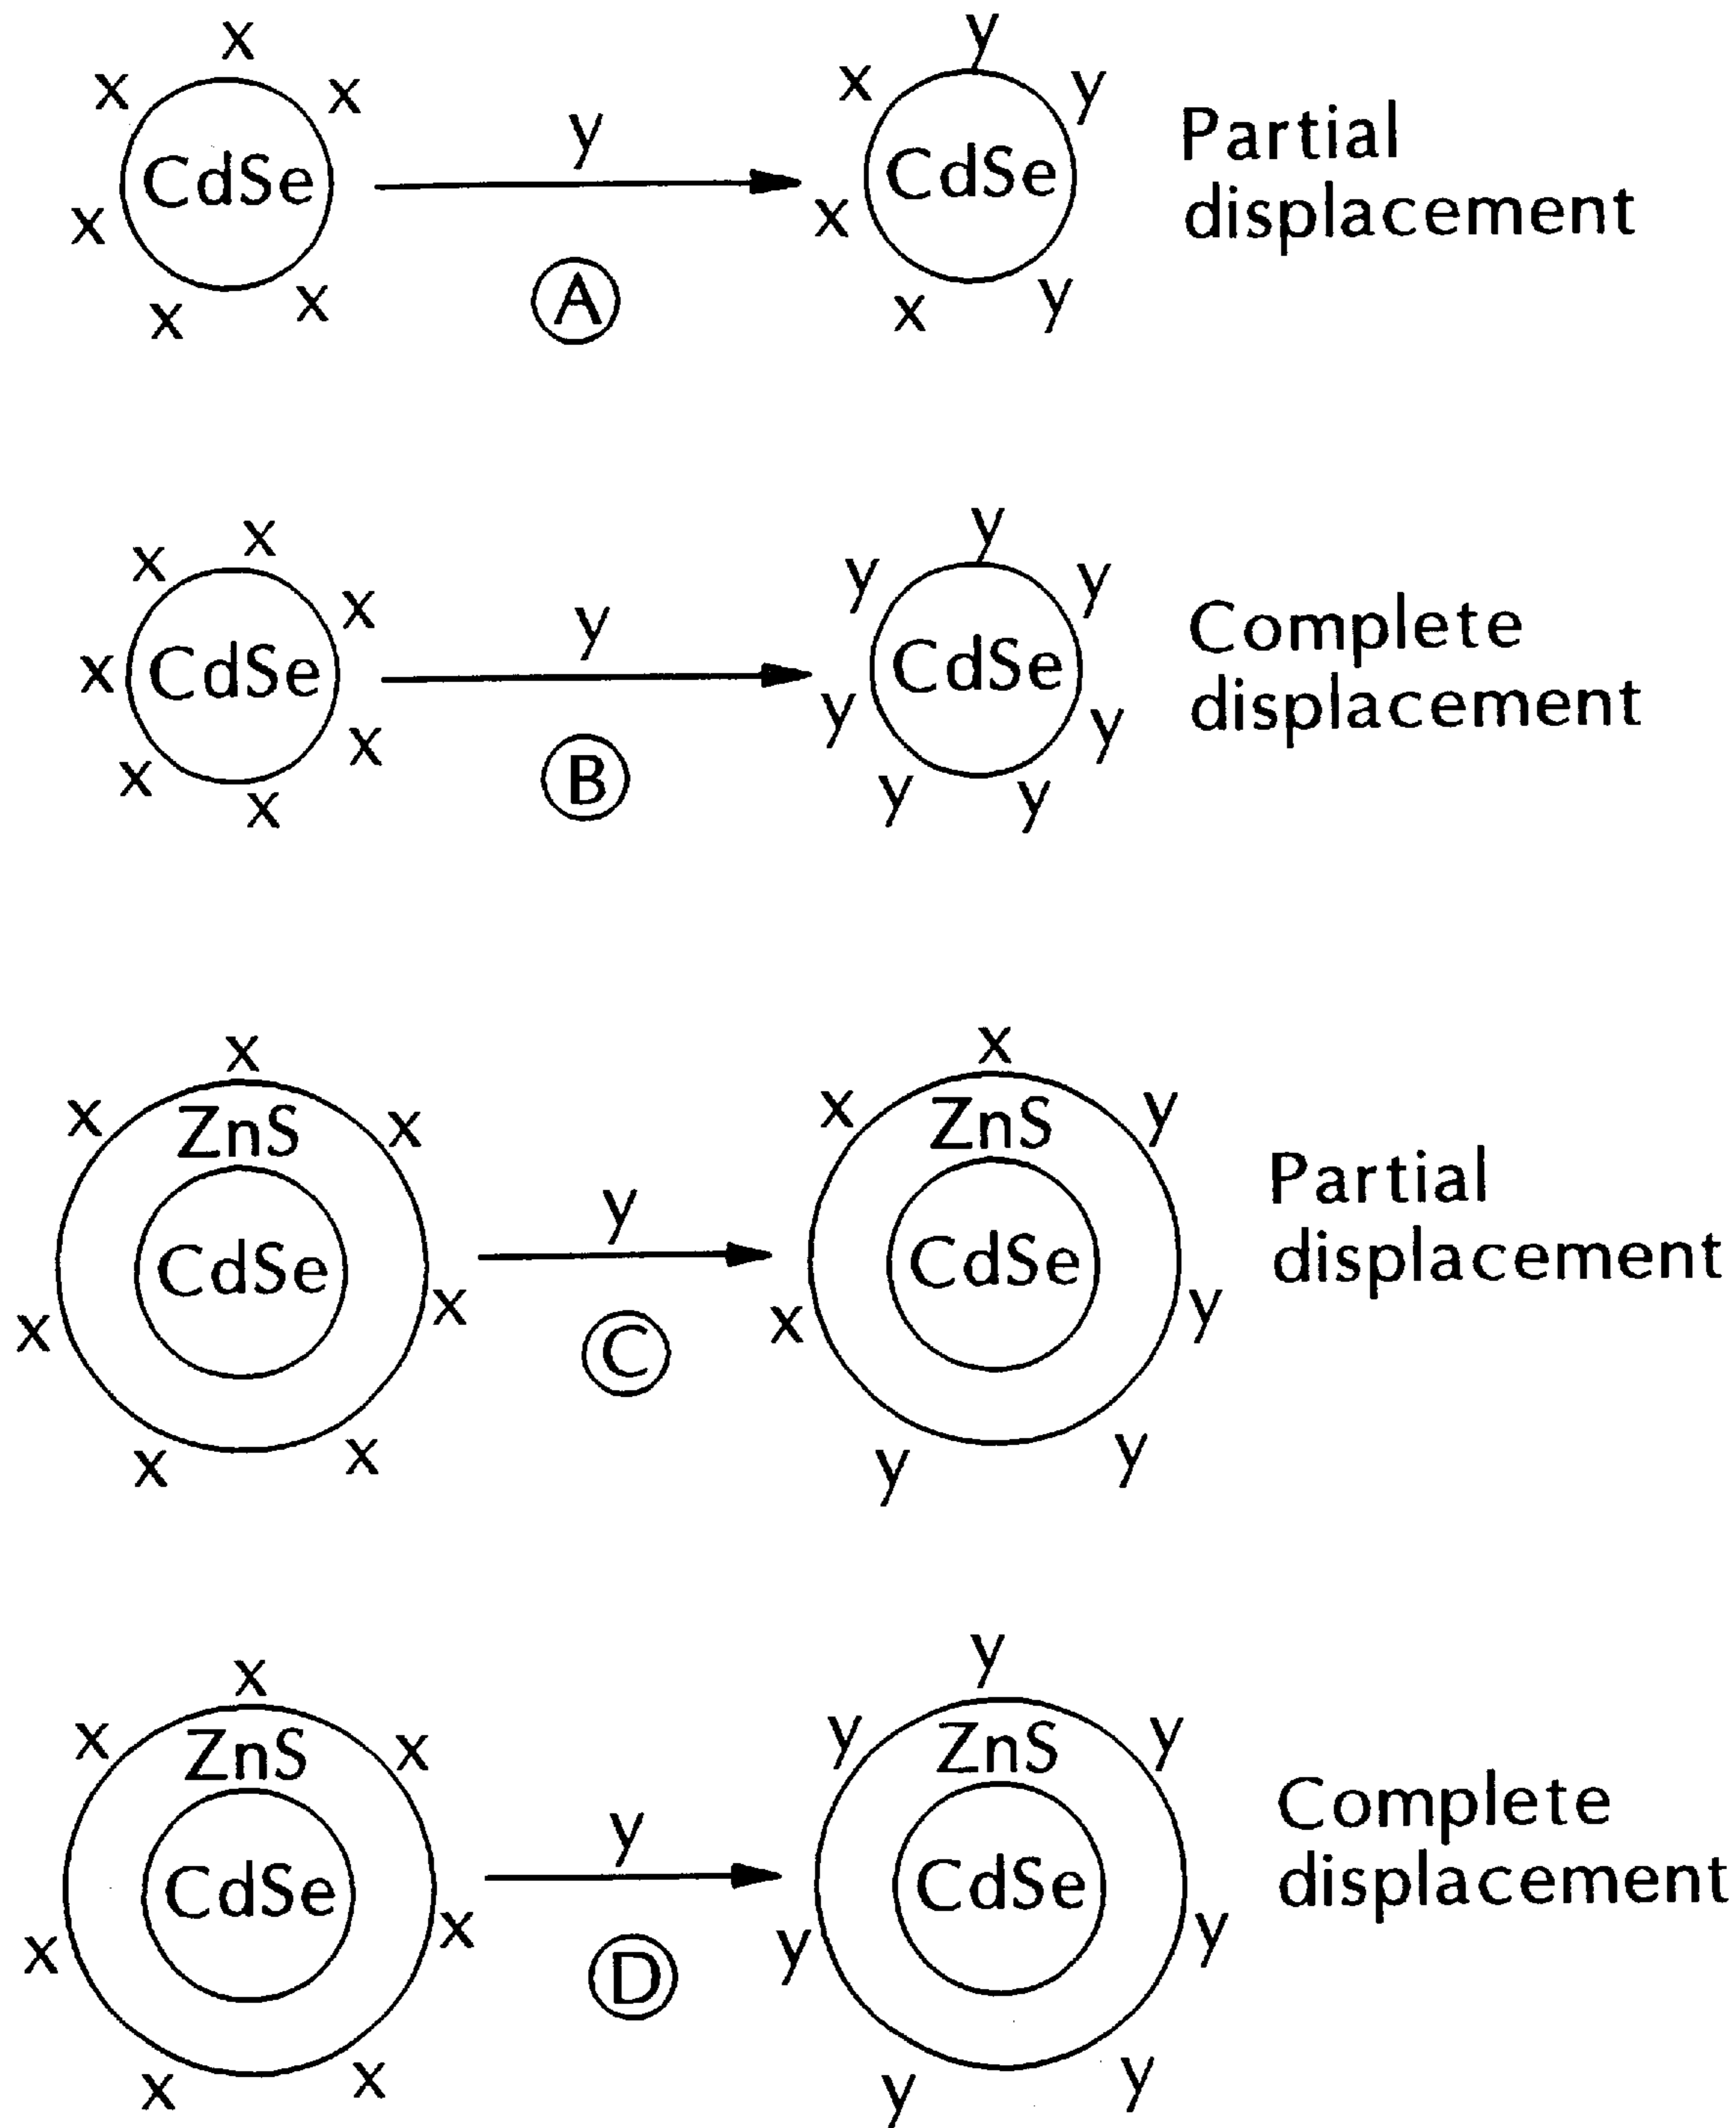 x
x x
CdSe
x
x x
y
A
y
x y
CdSe
x
x y
Partial
displacement
x
x
x
x CdSe
x
x
x
y
B
y
y y
CdSe
y y
y y
Complete
displacement
x
x x
ZnS
CdSe
x x
x x
y
C
x
x y
ZnS
CdSe
x y
y y
Partial
displacement
x
x x
ZnS
CdSe
x x
x x
y
D
y
y y
ZnS
CdSe
y y
y y
Complete
displacement